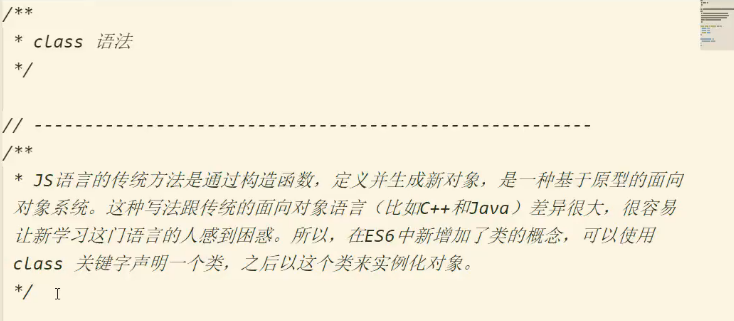 /**
 * class 语法
 */
// ------------------------------------------------------
/**
 * JS语言的传统方法是通过构造函数，定义并生成新对象，是一种基于原型的面向
对象系统。这种写法跟传统的面向对象语言（比如C++和Java）差异很大，很容易
让新学习这门语言的人感到困惑。所以，在ES6中新增加了类的概念，可以使用
class 关键字声明一个类，之后以这个类来实例化对象。
 */